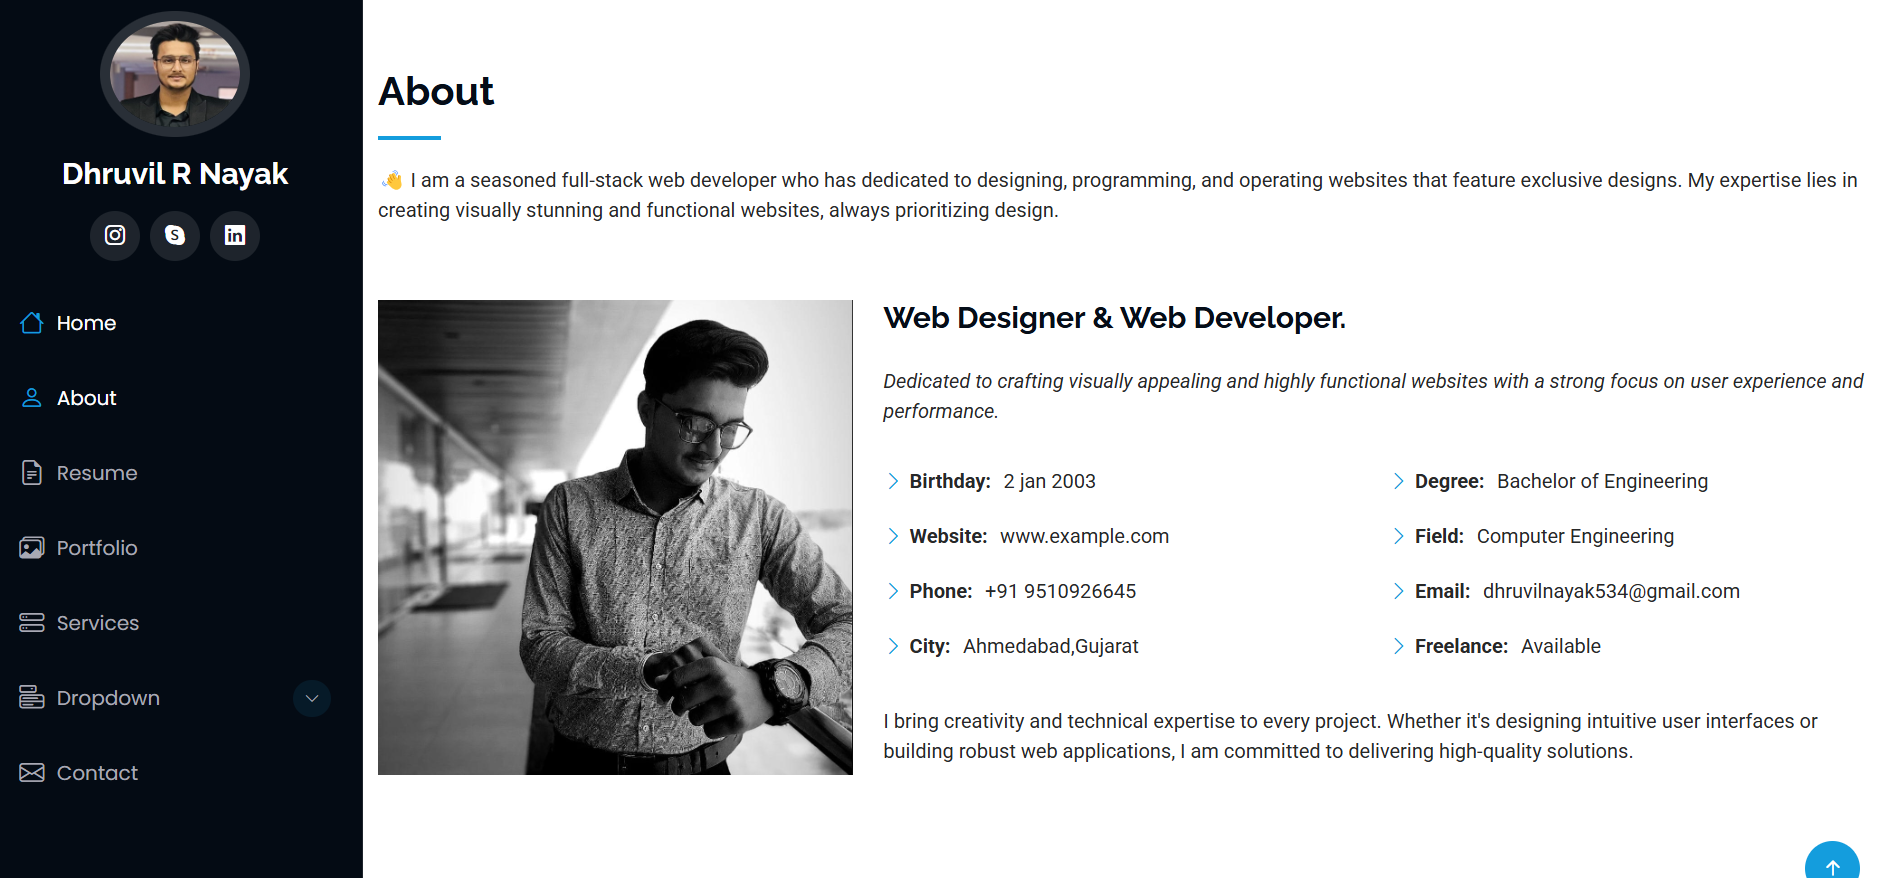 Dhruvil R Nayak
Home
About
Resume
Portfolio
Services
Dropdown
Contact
About
👋 I am a seasoned full-stack web developer who has dedicated to designing, programming, and operating websites that feature exclusive designs. My expertise lies in
creating visually stunning and functional websites, always prioritizing design.
Web Designer & Web Developer.
Dedicated to crafting visually appealing and highly functional websites with a strong focus on user experience and
performance.
Birthday: 2 jan 2003
Website: www.example.com
Phone: +91 9510926645
City: Ahmedabad,Gujarat
Degree: Bachelor of Engineering
Field: Computer Engineering
Email: dhruvilnayak534@gmail.com
Freelance: Available
I bring creativity and technical expertise to every project. Whether it's designing intuitive user interfaces or
building robust web applications, I am committed to delivering high-quality solutions.